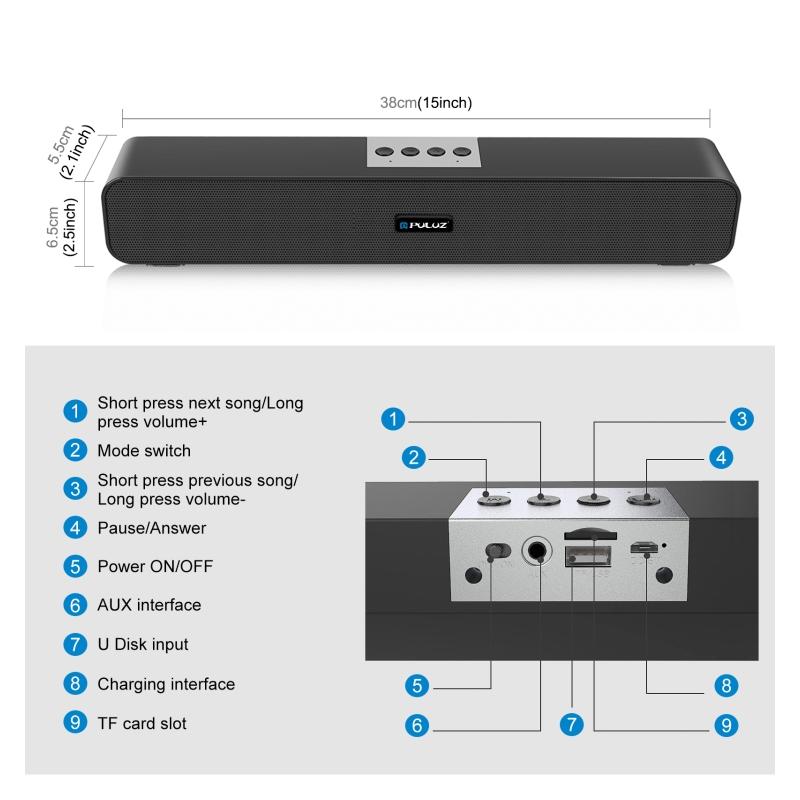 38cm(15inch)
5.5cm
(2.1inch)
6.5cm
(2.5inch)
PULUZ
1 Short press next song/Long
press volume+
2 Mode switch
3 Short press previous song/
Long press volume-
4 Pause/Answer
5 Power ON/OFF
6 AUX interface
7 U Disk input
8 Charging interface
9 TF card slot
1
3
2
4
5
8
6
7
9